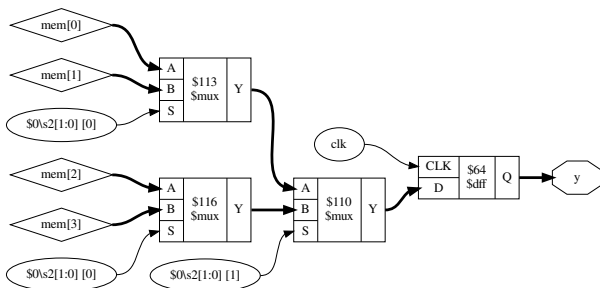 mem[0]
mem[1]
$0\s2[1:0] [0]
A
B
S
$113
$mux
Y
mem[2]
mem[3]
$0\s2[1:0] [0]
A
B
S
$116
$mux
Y
$0\s2[1:0] [1]
A
B
S
$110
$mux
Y
clk
CLK
D
$64
$dff
Q
y